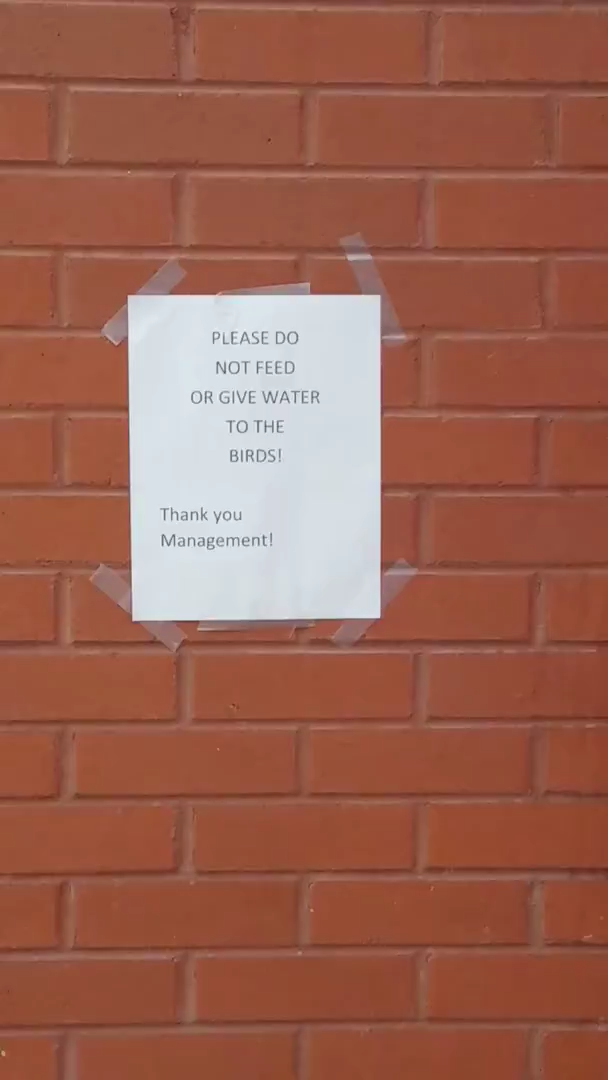 PLEASE DO
NOT FEED
OR GIVE WATER
TO THE
BIRDS!
Thank you
Management!